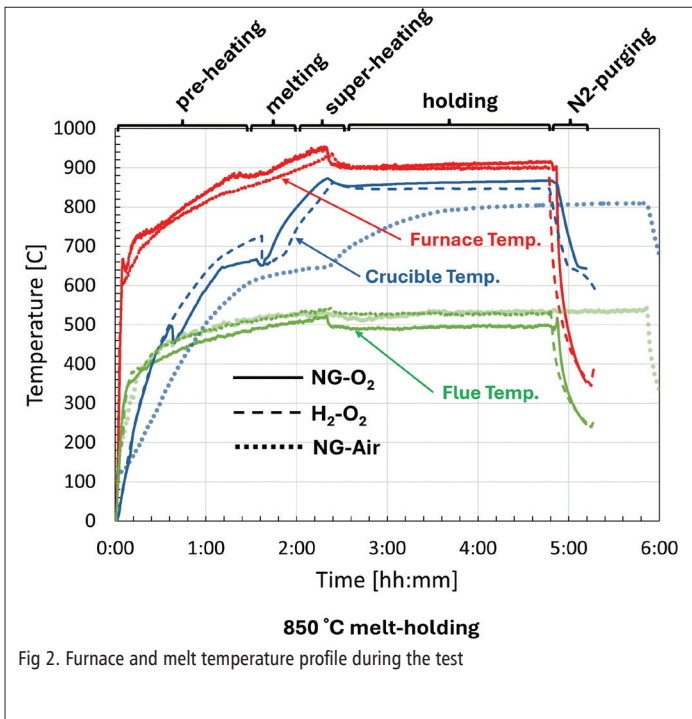 pre-heating
melting
super-heating
holding
N2-purging
1000
900
800
700
600
500
400
300
200
100
0
Temperature [C]
Furnace Temp.
Crucible Temp.
Flue Temp.
NG-O₂
H₂-O₂
NG-Air
0:00 1:00 2:00 3:00 4:00 5:00 6:00
Time [hh:mm]
850 °C melt-holding
Fig 2. Furnace and melt temperature profile during the test